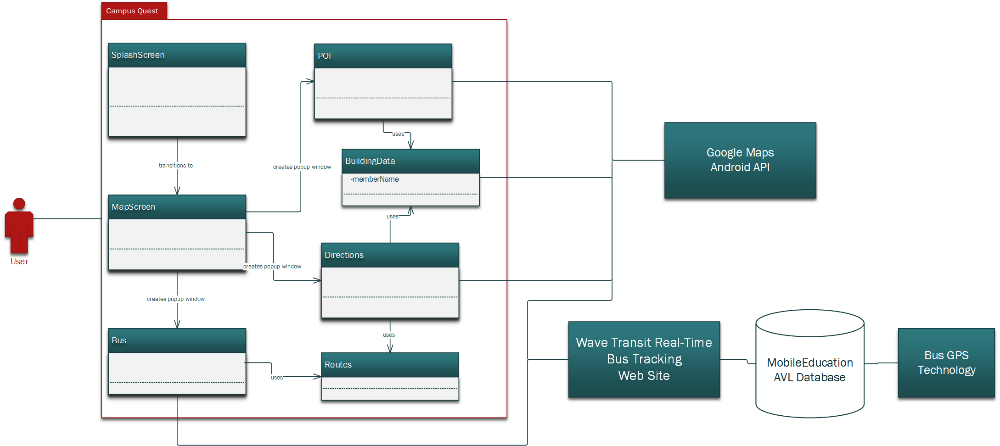 Campus Quest
SplashScreen
POI
uses
transitions to
creates popup window
BuildingData
-memberName
MapScreen
uses
User
Directions
creates popup window
creates popup window
uses
Bus
Routes
uses
Google Maps
Android API
Wave Transit Real-Time
Bus Tracking
Web Site
MobileEducation
AVL Database
Bus GPS
Technology